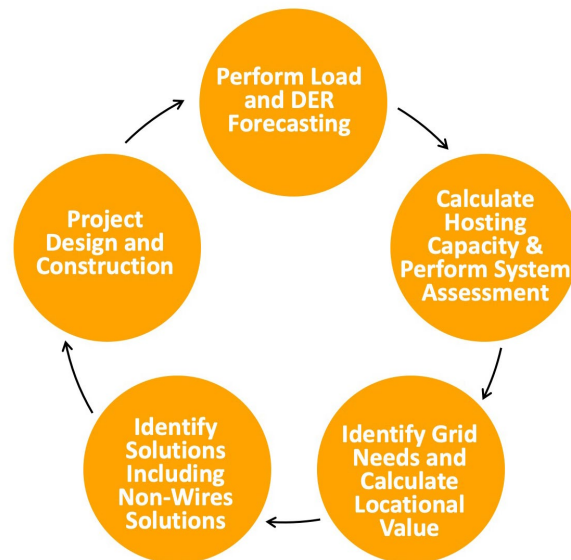 Perform Load
and DER
Forecasting
Calculate
Hosting
Capacity &
Perform System
Assessment
Identify Grid
Needs and
Calculate
Locational
Value
Identify
Solutions
Including
Non-Wires
Solutions
Project
Design and
Construction